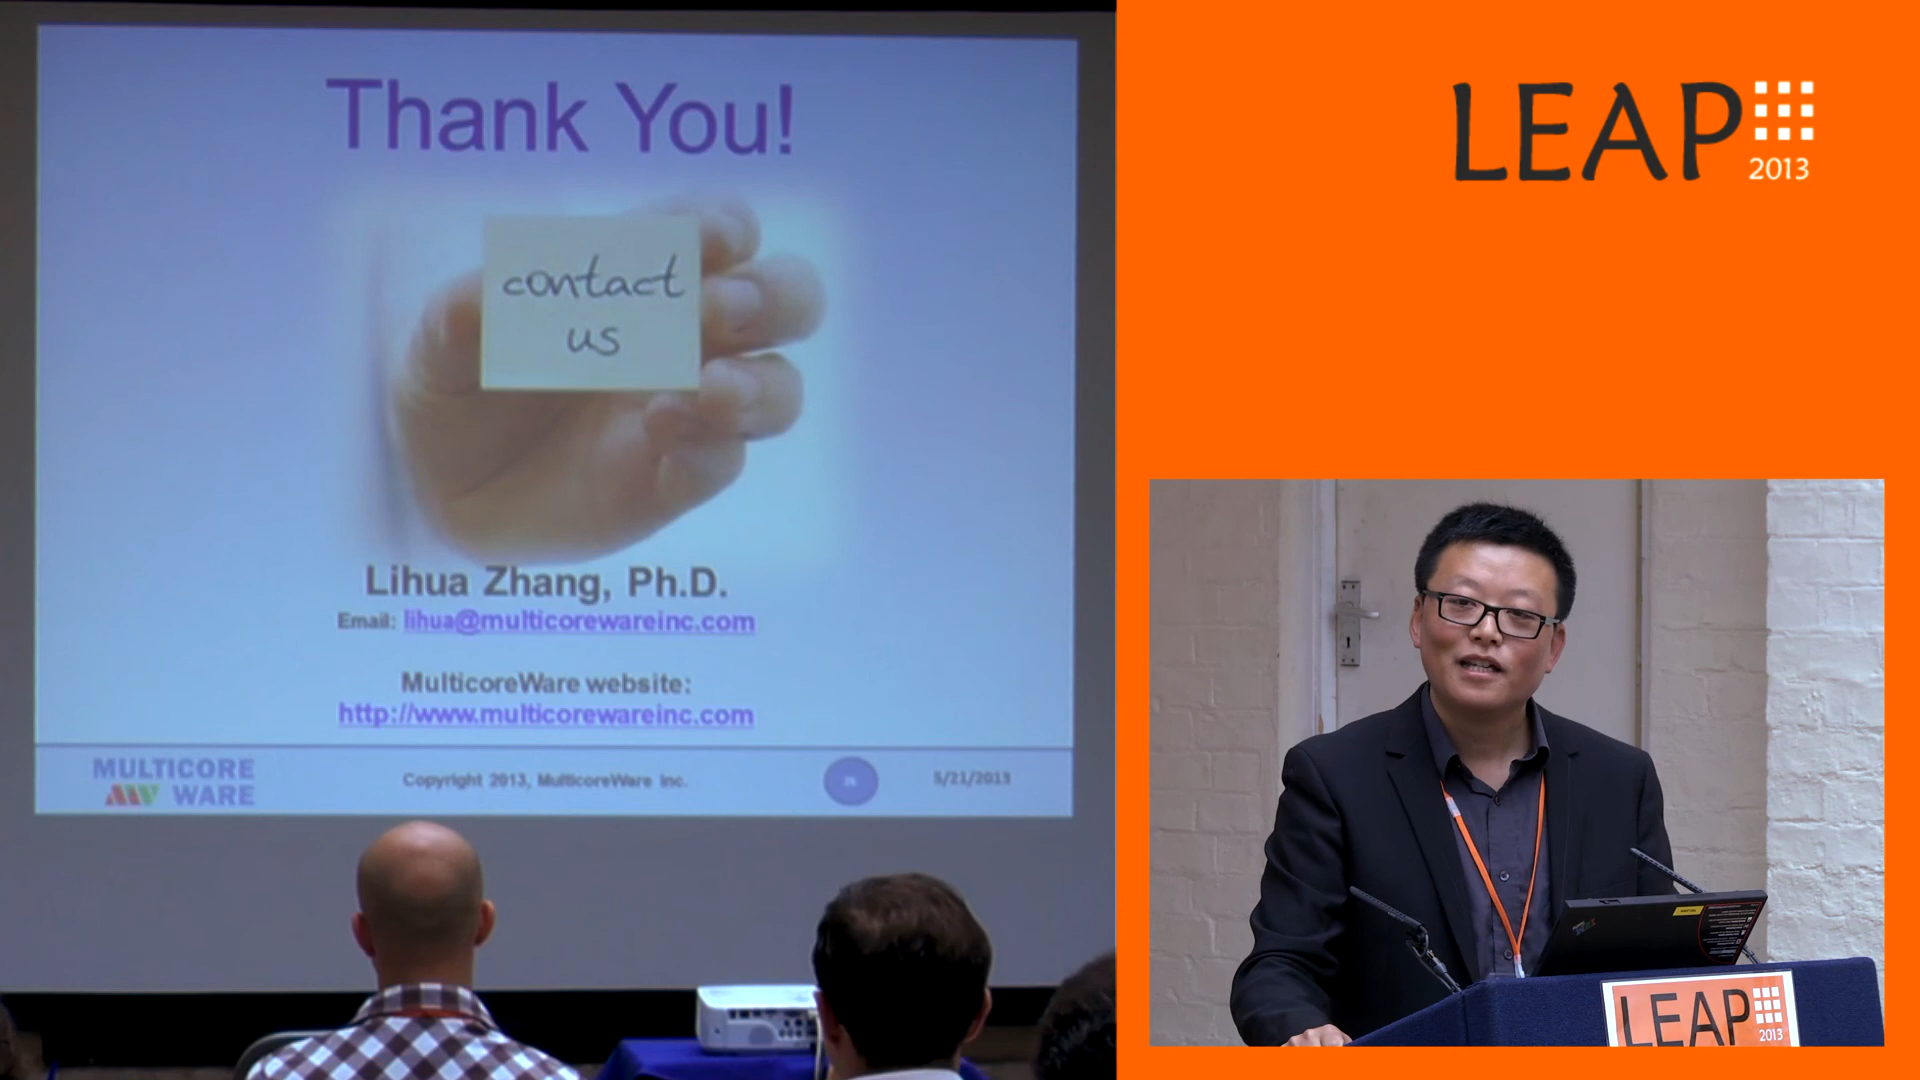 Thank You!
contact
us
Lihua Zhang, Ph.D.
Email: lihua@multicorewareinc.com
MulticoreWare website:
http://www.multicorewareinc.com
MULTICORE
WARE
Copyright 2013, MulticoreWare Inc.
5/21/2013
LEAP
2013
LEAP
2013